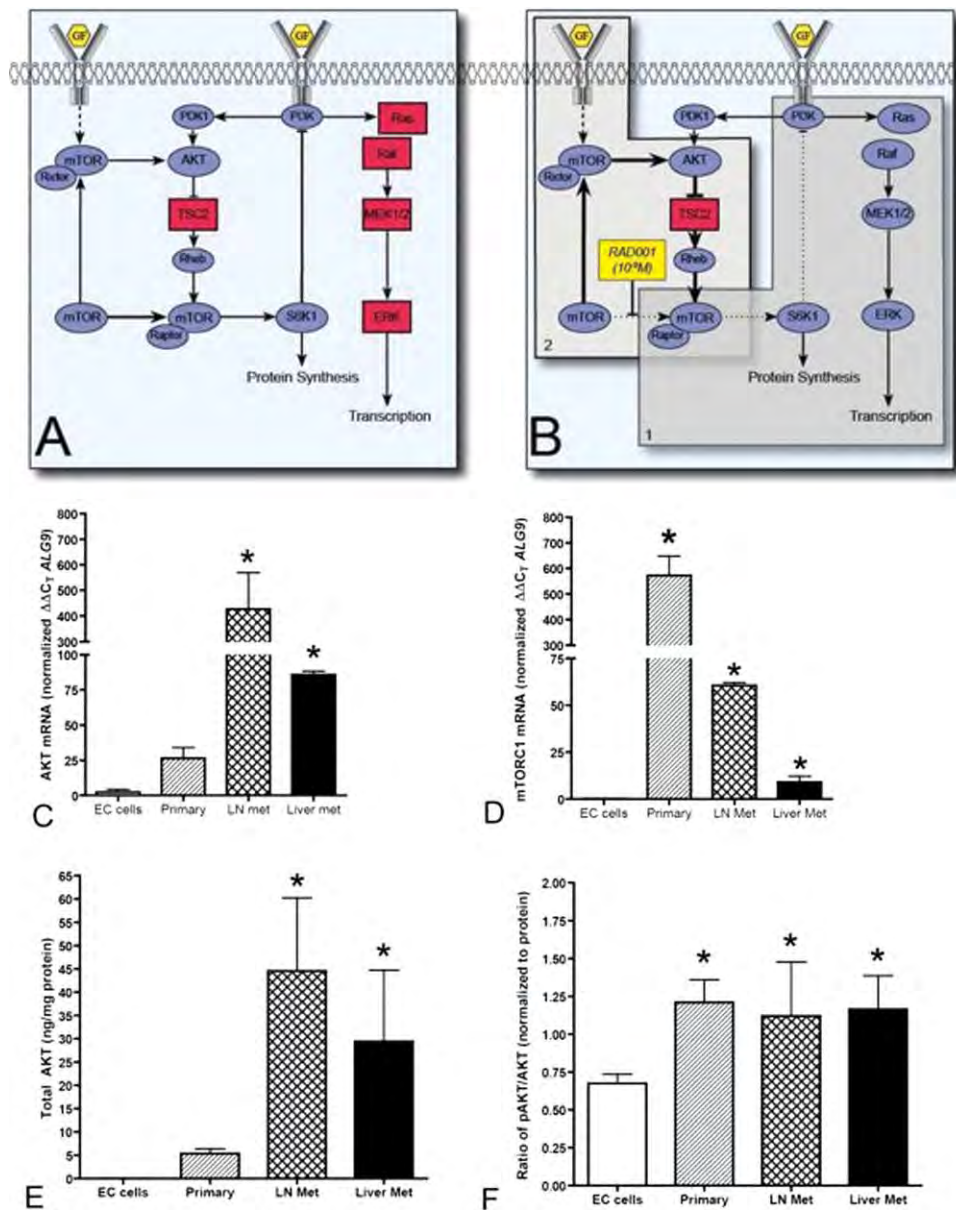 GF
GF
PDK1
PI3K
Ras
mTOR
AKT
Raf
Rictor
TSC2
MEK1/2
Rheb
mTOR
mTOR
S6K1
ERK
Raptor
Protein Synthesis
Transcription
A
GF
GF
PDK1
PI3K
Ras
mTOR
AKT
Raf
Rictor
TSC2
MEK1/2
RAD001
Rheb
mTOR
mTOR
S6K1
ERK
Raptor
2
Protein Synthesis
Transcription
1
B
AKT mRNA (normalized ΔΔCT ALG9)
800
700
600
500
400
300
100
75
50
25
0
*
*
EC cells Primary LN met Liver met
C
mTORC1 mRNA (normalized ΔΔCT ALG9)
800
700
600
500
400
300
75
50
25
0
*
*
*
EC cells Primary LN Met Liver Met
D
Total AKT (ng/mg protein)
65
60
55
50
45
40
35
30
25
20
15
10
5
0
*
*
EC cells Primary LN Met Liver Met
E
Ratio of pAKT/AKT (normalized to protein)
2.00
1.75
1.50
1.25
1.00
0.75
0.50
0.25
0.00
*
*
*
EC cells Primary LN Met Liver Met
F